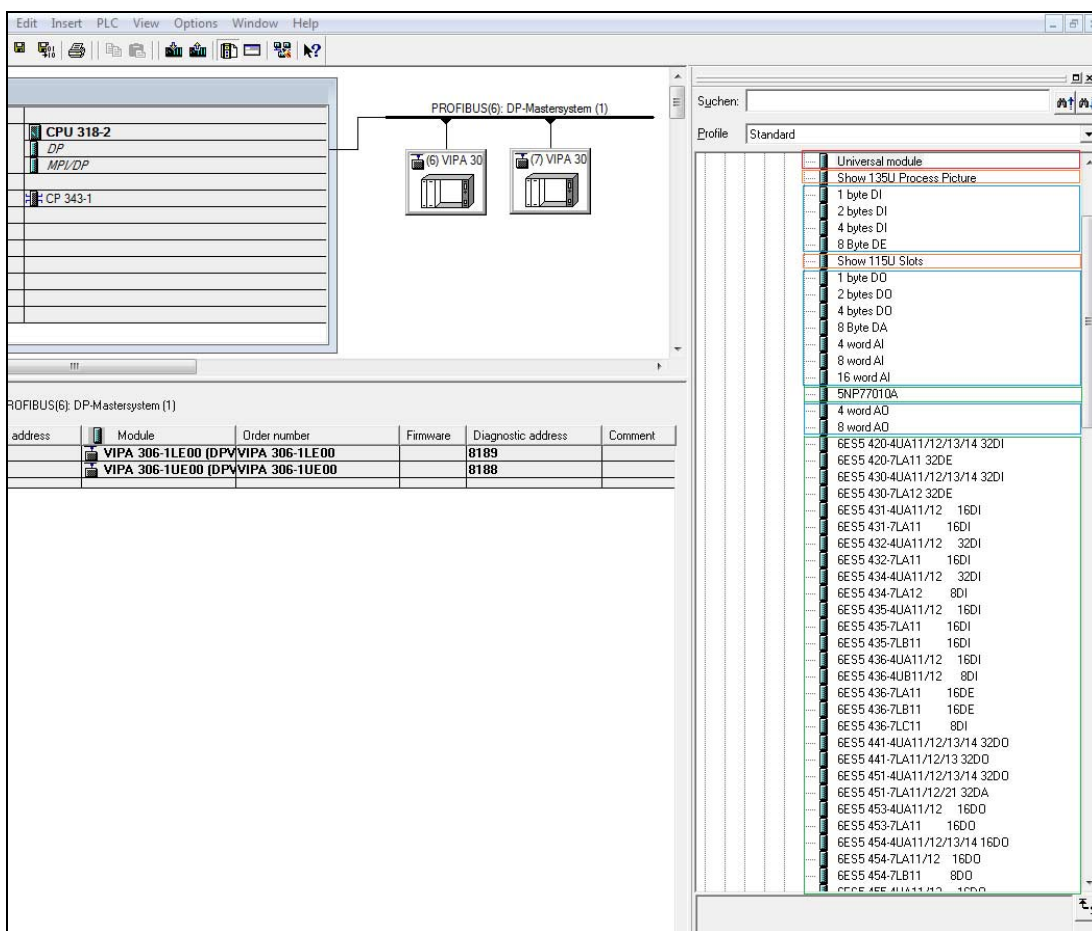 Edit Insert PLC View Options Window Help
CPU 318-2
DP
MPI/DP
CP 343-1
PROFIBUS(6): DP-Mastersystem (1)
(6) VIPA 30
(7) VIPA 30
ROFIBUS(6): DP-Mastersystem (1)
address Module Order number Firmware Diagnostic address Comment
VIPA 306-1LE00 (DPV VIPA 306-1LE00 8189
VIPA 306-1UE00 (DPV VIPA 306-1UE00 8188
Suchen:
Profile Standard
Universal module
Show 135U Process Picture
1 byte DI
2 bytes DI
4 bytes DI
8 Byte DE
Show 115U Slots
1 byte DO
2 bytes DO
4 bytes DO
8 Byte DA
4 word AI
8 word AI
16 word AI
5NP77010A
4 word AO
8 word AO
6ES5 420-4UA11/12/13/14 32DI
6ES5 420-7LA11 32DE
6ES5 430-4UA11/12/13/14 32DI
6ES5 430-7LA12 32DE
6ES5 431-4UA11/12 16DI
6ES5 431-7LA11 16DI
6ES5 432-4UA11/12 32DI
6ES5 432-7LA11 16DI
6ES5 434-4UA11/12 32DI
6ES5 434-7LA12 8DI
6ES5 435-4UA11/12 16DI
6ES5 435-7LA11 16DI
6ES5 435-7LB11 16DI
6ES5 436-4UA11/12 16DI
6ES5 436-4UB11/12 8DI
6ES5 436-7LA11 16DE
6ES5 436-7LB11 16DE
6ES5 436-7LC11 8DI
6ES5 441-4UA11/12/13/14 32DO
6ES5 441-7LA11/12/13 32DO
6ES5 451-4UA11/12/13/14 32DO
6ES5 451-7LA11/12/21 32DA
6ES5 453-4UA11/12 16DO
6ES5 453-7LA11 16DO
6ES5 454-4UA11/12/13/14 16DO
6ES5 454-7LA11/12 16DO
6ES5 454-7LB11 8DO
6ES5 455-4UA11/12 16DO